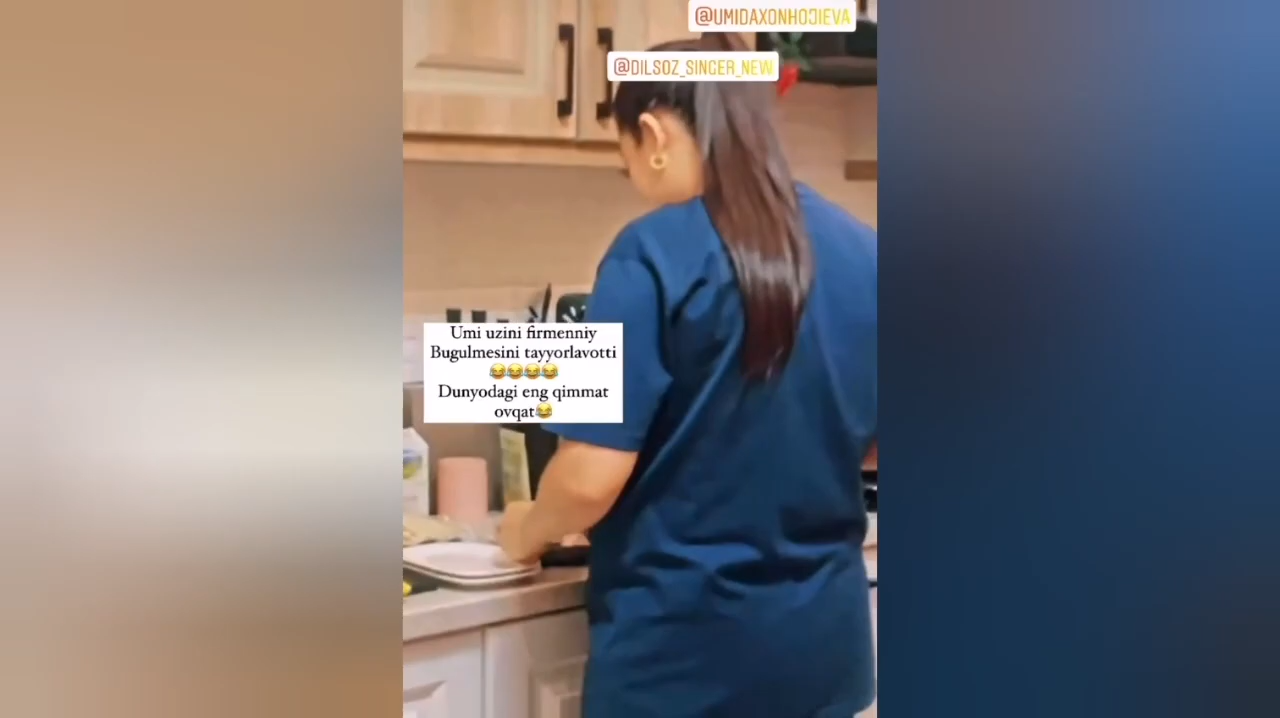 @UMIDAXONHOJIEVA
@DILSOZ_SINGER_NEW
Umi uzini firmenniy
Bugulmesini tayyorlavotti
😂😂😂😂
Dunyodagi eng qimmat
ovqat😂